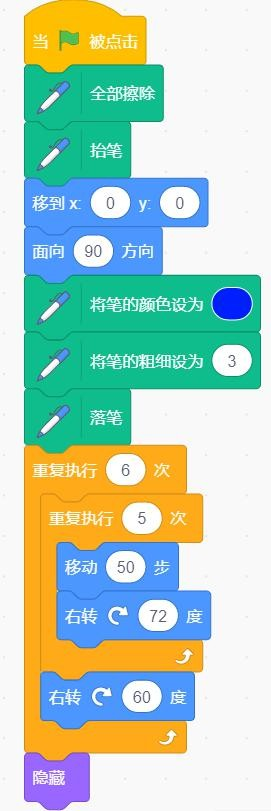 当 被点击
全部擦除
抬笔
移到 x: 0 y: 0
面向 90 方向
将笔的颜色设为
将笔的粗细设为 3
落笔
重复执行 6 次
重复执行 5 次
移动 50 步
右转 72 度
右转 60 度
隐藏